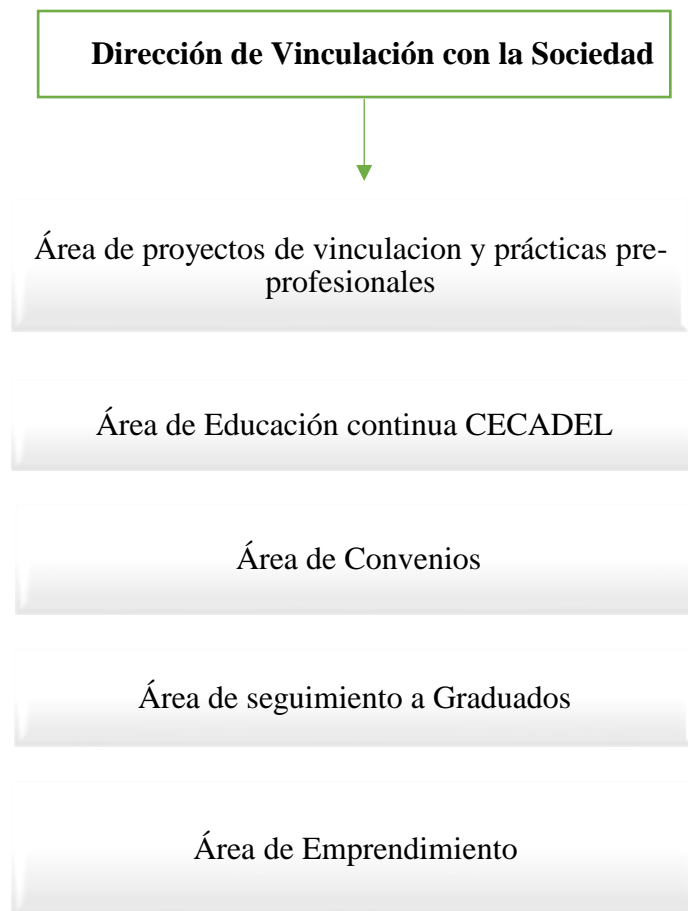 Dirección de Vinculación con la Sociedad
Área de proyectos de vinculacion y prácticas pre-
profesionales
Área de Educación continua CECADEL
Área de Convenios
Área de seguimiento a Graduados
Área de Emprendimiento